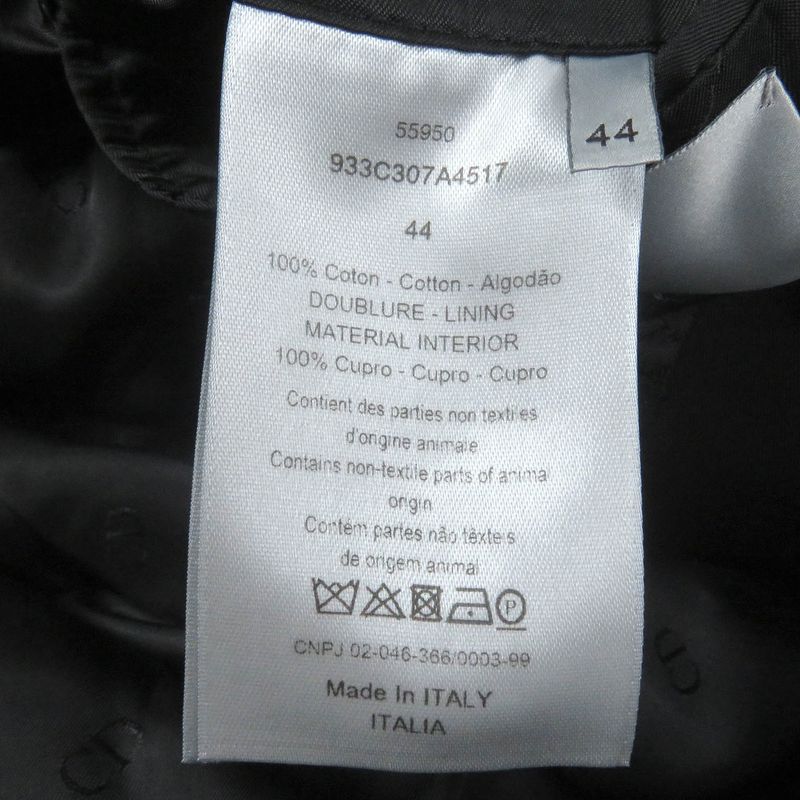 44
55950
933C307A4517
44
100% Coton - Cotton - Algodão
DOUBLURE - LINING
MATERIAL INTERIOR
100% Cupro - Cupro - Cupro
Contient des parties non textiles
d'origine animale
Contains non-textile parts of animal
origin
Contém partes não têxteis
de origem animal
P
CNPJ 02-046-366/0003-99
Made In ITALY
ITALIA
CD
CD